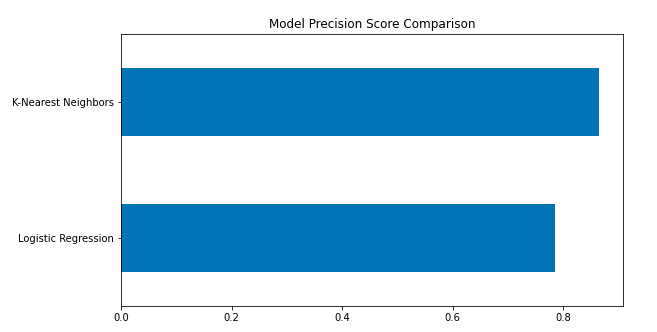 Model Precision Score Comparison
K-Nearest Neighbors
Logistic Regression
0.0 0.2 0.4 0.6 0.8